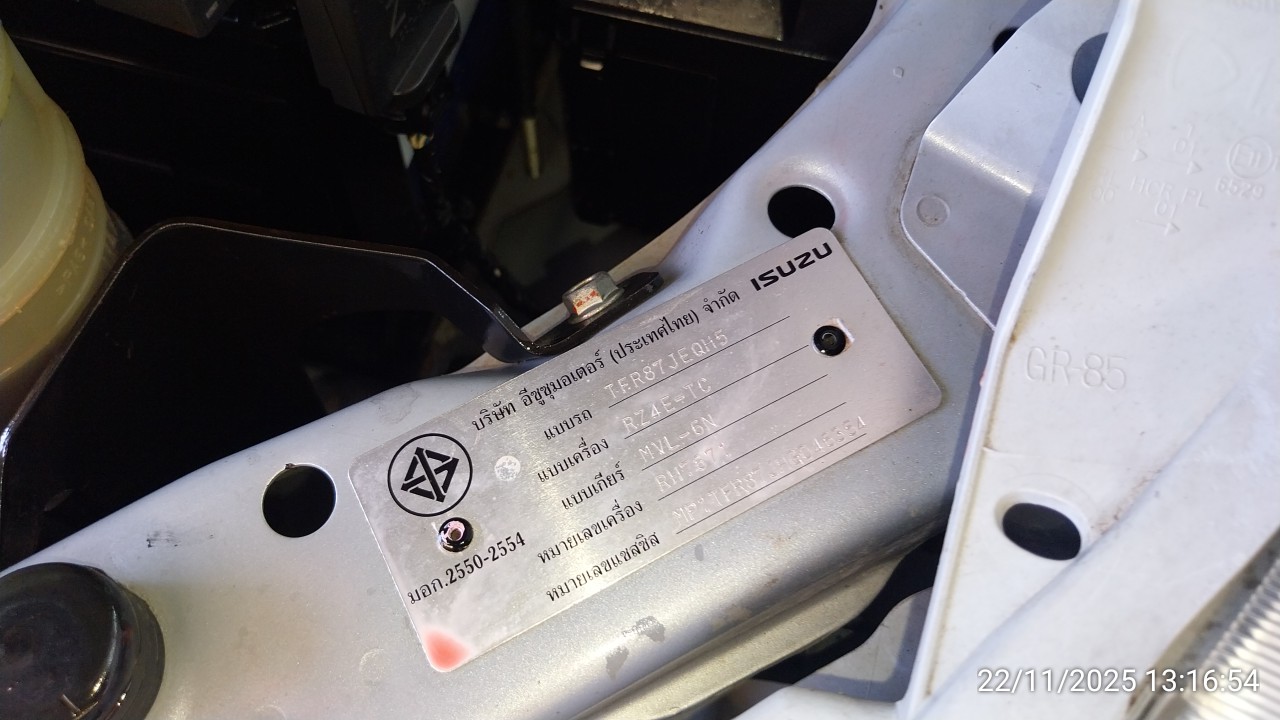 ISUZU
บริษัท อีซูซุมอเตอร์ (ประเทศไทย) จำกัด
แบบรถ TFR87JEQH5
แบบเครื่อง RZ4E-TC
แบบเกียร์ MVL-6N
หมายเลขเครื่อง
หมายเลขแชสซิส
มอก.2550-2554
GR-85
6529
22/11/2025 13:16:54